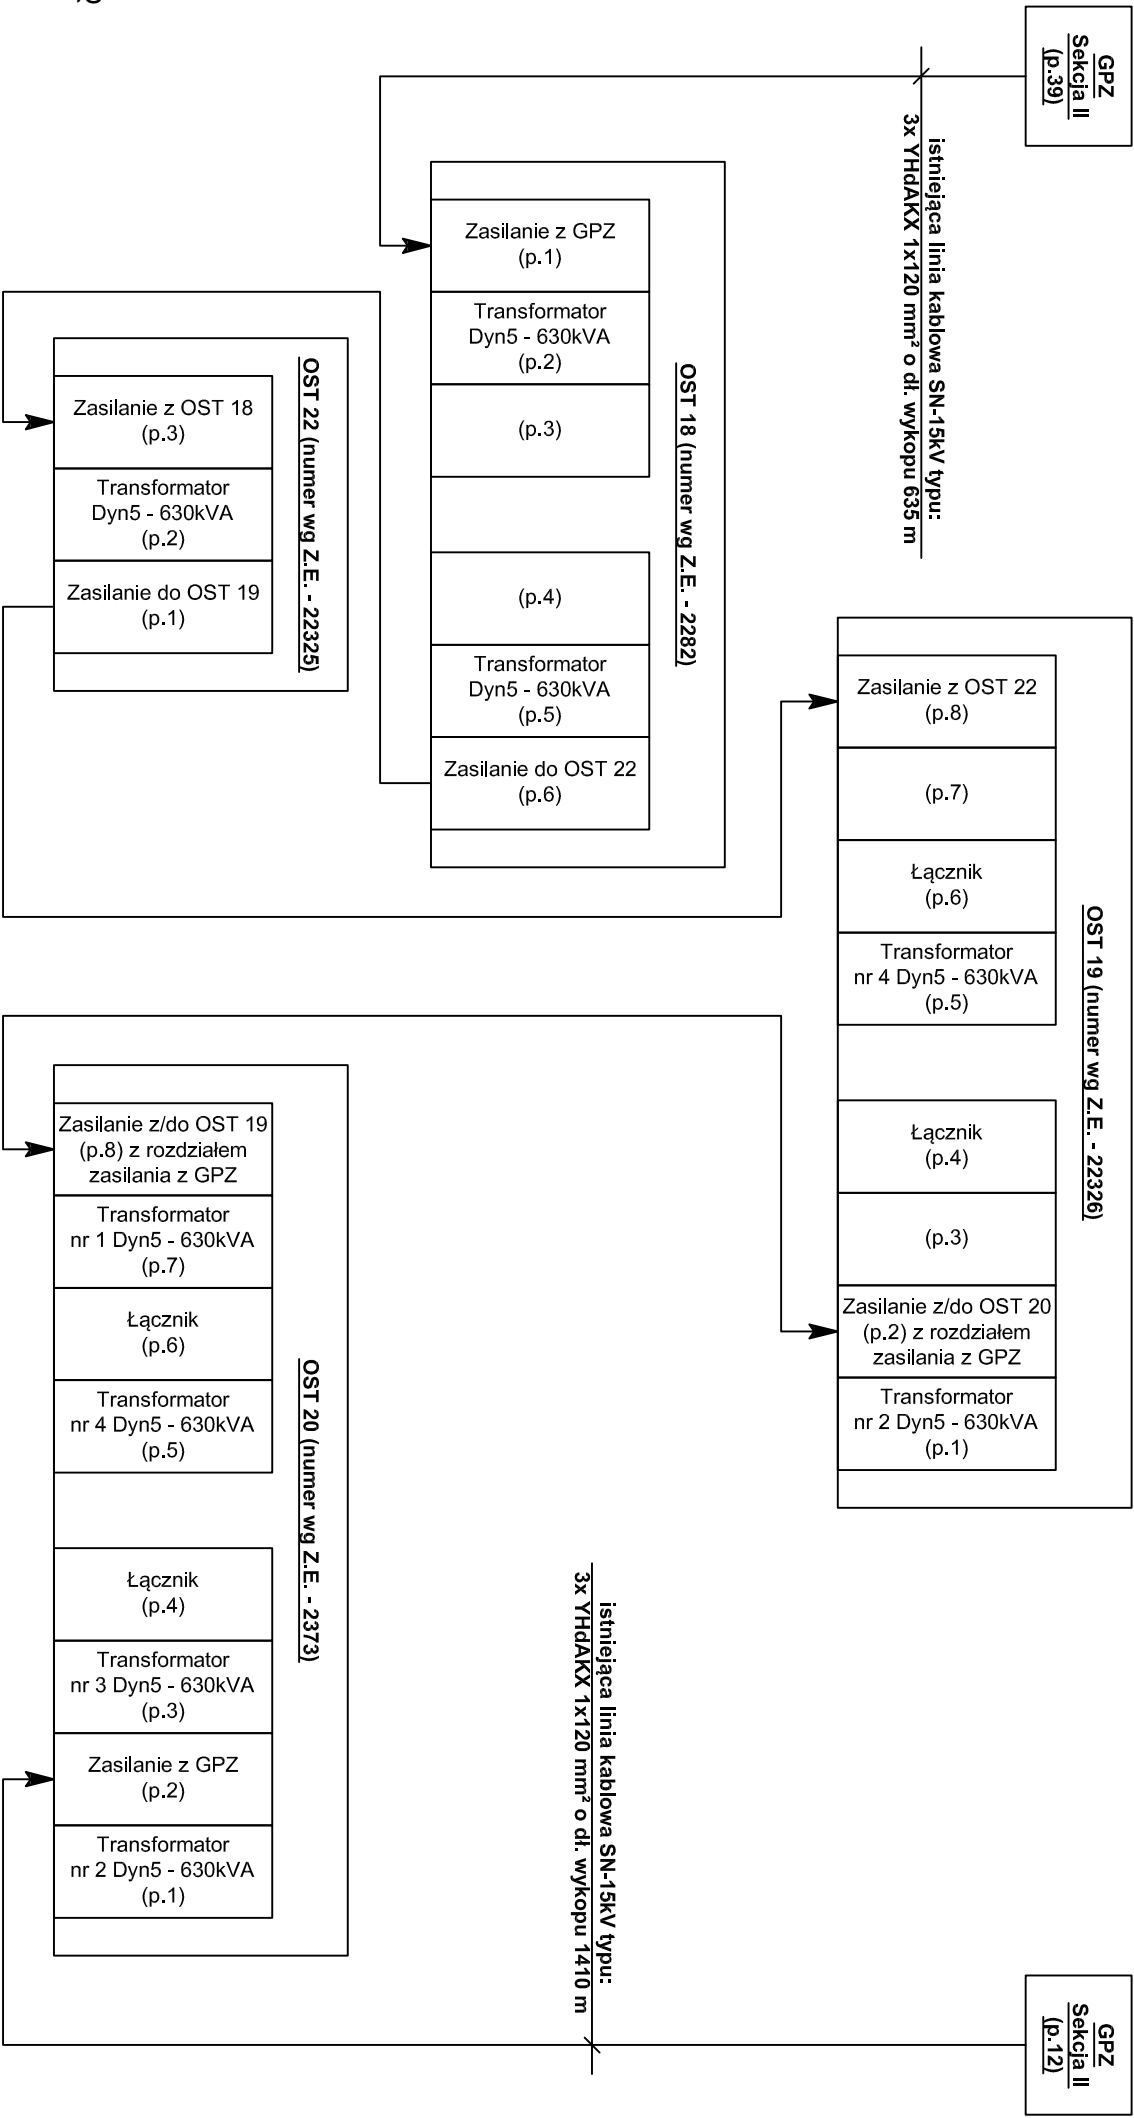 GPZ
Sekcja II
(p.39)
istniejąca linia kablowa SN-15kV typu:
3x YHdAKX 1x120 mm² o dł. wykopu 635 m
OST 18 (numer wg Z.E. - 2282)
Zasilanie z GPZ
(p.1)
Transformator
Dyn5 - 630kVA
(p.2)
(p.3)
(p.4)
Transformator
Dyn5 - 630kVA
(p.5)
Zasilanie do OST 22
(p.6)
OST 22 (numer wg Z.E. - 22325)
Zasilanie z OST 18
(p.3)
Transformator
Dyn5 - 630kVA
(p.2)
Zasilanie do OST 19
(p.1)
OST 19 (numer wg Z.E. - 22326)
Zasilanie z OST 22
(p.8)
(p.7)
Łącznik
(p.6)
Transformator
nr 4 Dyn5 - 630kVA
(p.5)
Łącznik
(p.4)
(p.3)
Zasilanie z/do OST 20
(p.2) z rozdziałem
zasilania z GPZ
Transformator
nr 2 Dyn5 - 630kVA
(p.1)
OST 20 (numer wg Z.E. - 2373)
Zasilanie z/do OST 19
(p.8) z rozdziałem
zasilania z GPZ
Transformator
nr 1 Dyn5 - 630kVA
(p.7)
Łącznik
(p.6)
Transformator
nr 4 Dyn5 - 630kVA
(p.5)
Łącznik
(p.4)
Transformator
nr 3 Dyn5 - 630kVA
(p.3)
Zasilanie z GPZ
(p.2)
Transformator
nr 2 Dyn5 - 630kVA
(p.1)
istniejąca linia kablowa SN-15kV typu:
3x YHdAKX 1x120 mm² o dł. wykopu 1410 m
GPZ
Sekcja II
(p.12)